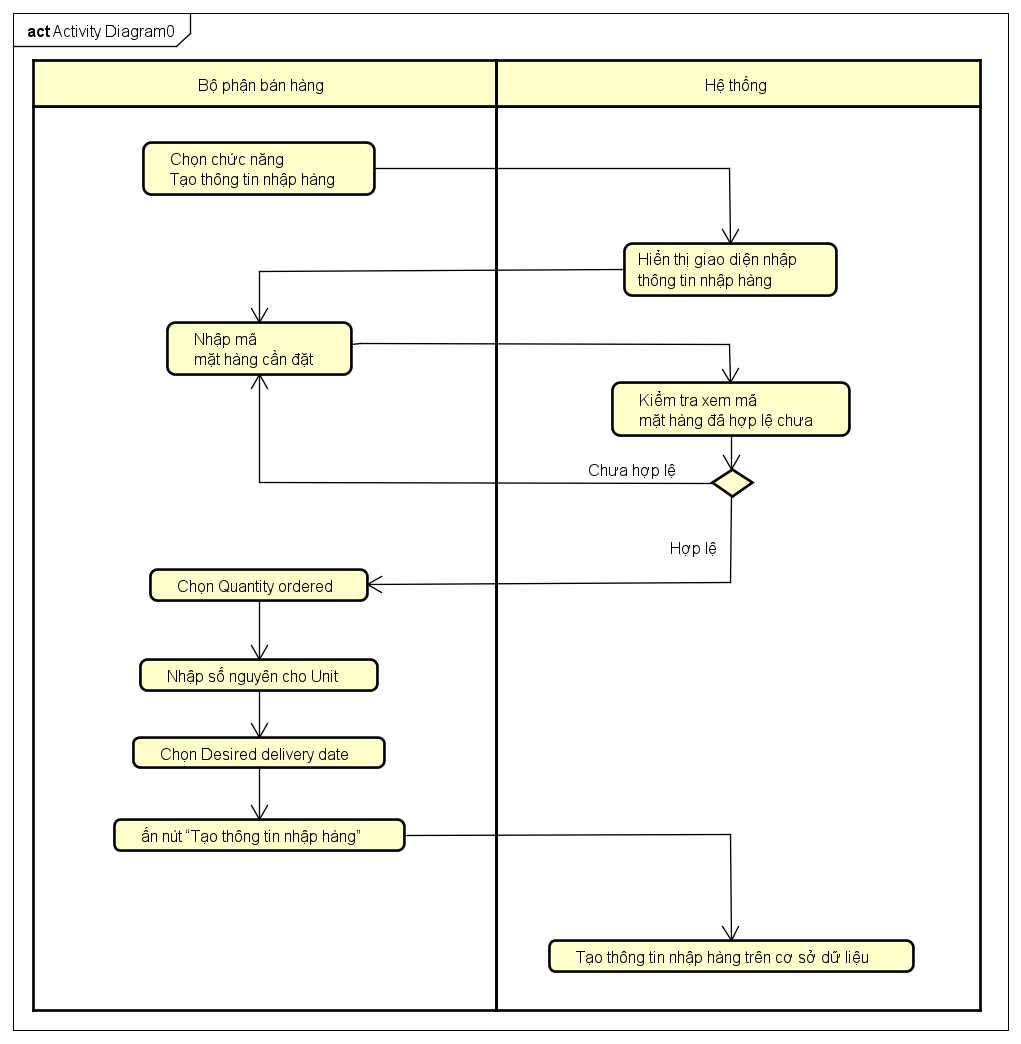 act Activity Diagram0
Bộ phận bán hàng
Hệ thống
Chọn chức năng
Tạo thông tin nhập hàng
Hiển thị giao diện nhập
thông tin nhập hàng
Nhập mã
mặt hàng cần đặt
Kiểm tra xem mã
mặt hàng đã hợp lệ chưa
Chưa hợp lệ
Hợp lệ
Chọn Quantity ordered
Nhập số nguyên cho Unit
Chọn Desired delivery date
ấn nút “Tạo thông tin nhập hàng”
Tạo thông tin nhập hàng trên cơ sở dữ liệu